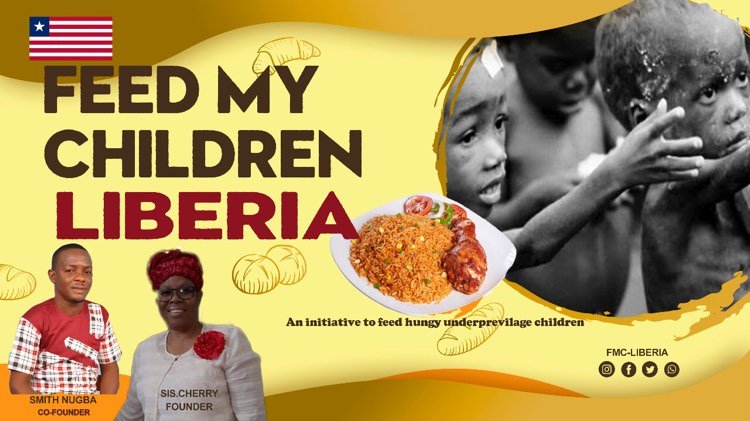 FEED MY
CHILDREN
LIBERIA
An initiative to feed hungy underprevilage children
FMC-LIBERIA
SMITH NUGBA
CO-FOUNDER
SIS.CHERRY
FOUNDER